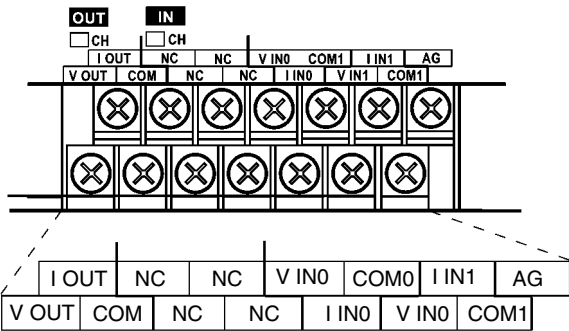 OUT IN
CH CH
I OUT NC NC V IN0 COM1 I IN1 AG
V OUT COM NC NC I IN0 V IN1 COM1
I OUT NC NC V IN0 COM0 I IN1 AG
V OUT COM NC NC I IN0 V IN0 COM1